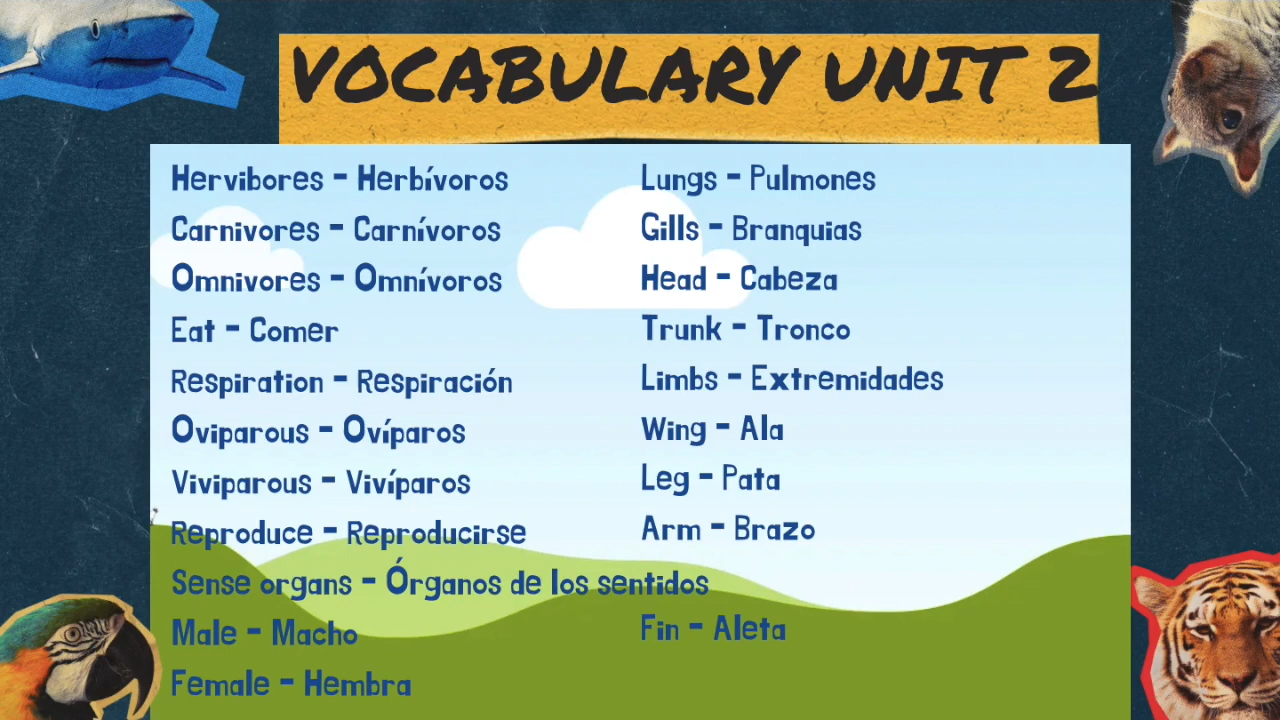 VOCABULARY UNIT 2
Hervibores - Herbívoros
Carnivores - Carnívoros
Omnivores - Omnívoros
Eat - Comer
Respiration - Respiración
Oviparous - Ovíparos
Viviparous - Vivíparos
Reproduce - Reproducirse
Sense organs - Órganos de los sentidos
Male - Macho
Female - Hembra
Lungs - Pulmones
Gills - Branquias
Head - Cabeza
Trunk - Tronco
Limbs - Extremidades
Wing - Ala
Leg - Pata
Arm - Brazo
Fin - Aleta